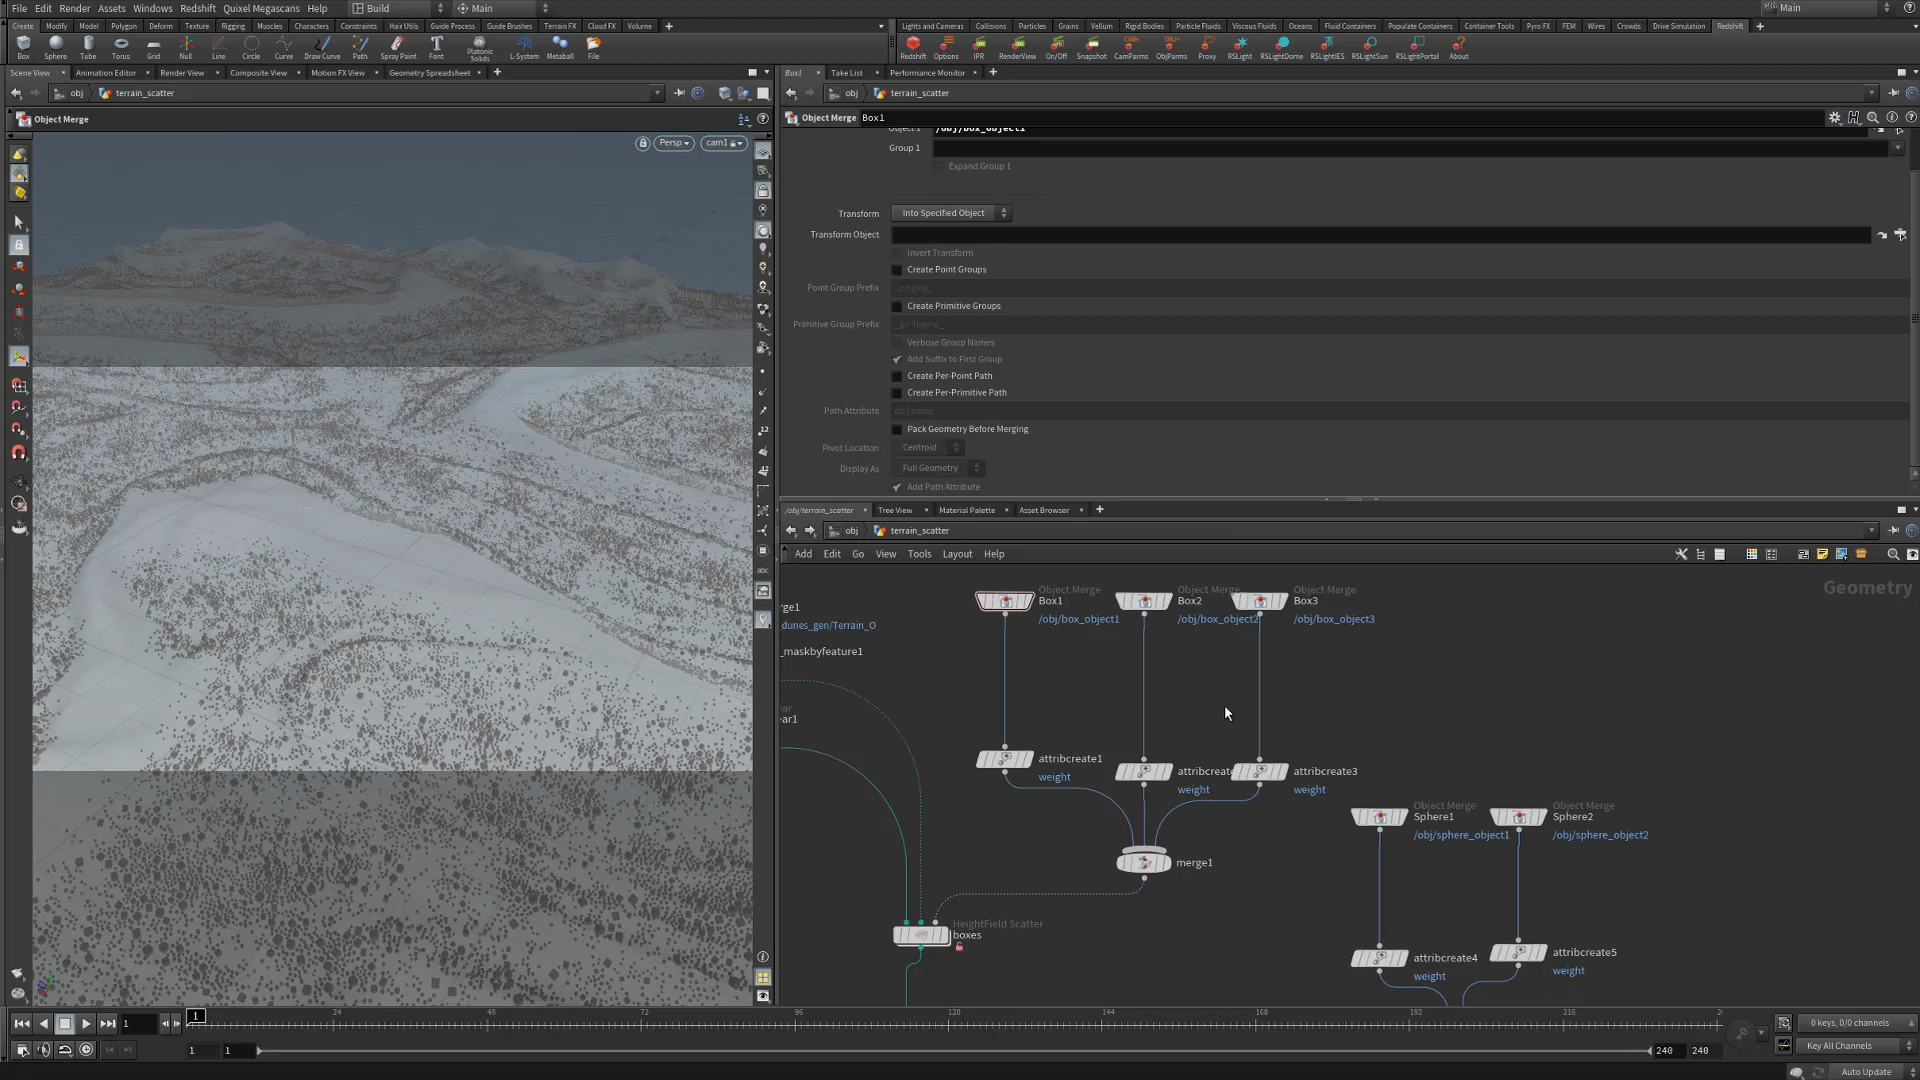 File Edit Render Assets Windows Redshift Quixel Megascans Help Build Main Main
Create Modify Model Polygon Deform Texture Rigging Muscles Characters Constraints Hair Utils Guide Process Guide Brushes Terrain FX Cloud FX Volume
Lights and Cameras Collisions Particles Grains Vellum Rigid Bodies Particle Fluids Viscous Fluids Oceans Fluid Containers Populate Containers Container Tools Pyro FX FEM Wires Crowds Drive Simulation Redshift
Box Sphere Tube Torus Grid Null Line Circle Curve Draw Curve Path Spray Paint Font Platonic Solids L-System Metaball File
Redshift Options IPR RenderView On/Off Snapshot CamParms ObjParms Proxy RSLight RSLightDome RSLightIES RSLightSun RSLightPortal About
Scene View Animation Editor Render View Composite View Motion FX View Geometry Spreadsheet
Box1 Take List Performance Monitor
obj terrain_scatter
obj terrain_scatter
Object Merge
Object Merge Box1
Persp cam1
Object 1 /obj/box_object1
Group 1
Expand Group 1
Transform Into Specified Object
Transform Object
Invert Transform
Create Point Groups
Point Group Prefix _ptgrp_
Create Primitive Groups
Primitive Group Prefix _primgrp_
Verbose Group Names
Add Suffix to First Group
Create Per-Point Path
Create Per-Primitive Path
Path Attribute objname
Pack Geometry Before Merging
Pivot Location Centroid
Display As Full Geometry
Add Path Attribute
/obj/terrain_scatter Tree View Material Palette Asset Browser
obj terrain_scatter
Add Edit Go View Tools Layout Help
Geometry
Object Merge
Box1
/obj/box_object1
Object Merge
Box2
/obj/box_object2
Object Merge
Box3
/obj/box_object3
rge1
dunes_gen/Terrain_O
_maskbyfeature1
ear
ear1
attribcreate1
weight
attribcreate
weight
attribcreate3
weight
merge1
HeightField Scatter
boxes
Object Merge
Sphere1
/obj/sphere_object1
Object Merge
Sphere2
/obj/sphere_object2
attribcreate4
weight
attribcreate5
weight
1 1 24 48 72 96 120 144 168 192 216
0 keys, 0/0 channels
1 1 240 240
Key All Channels
Auto Update